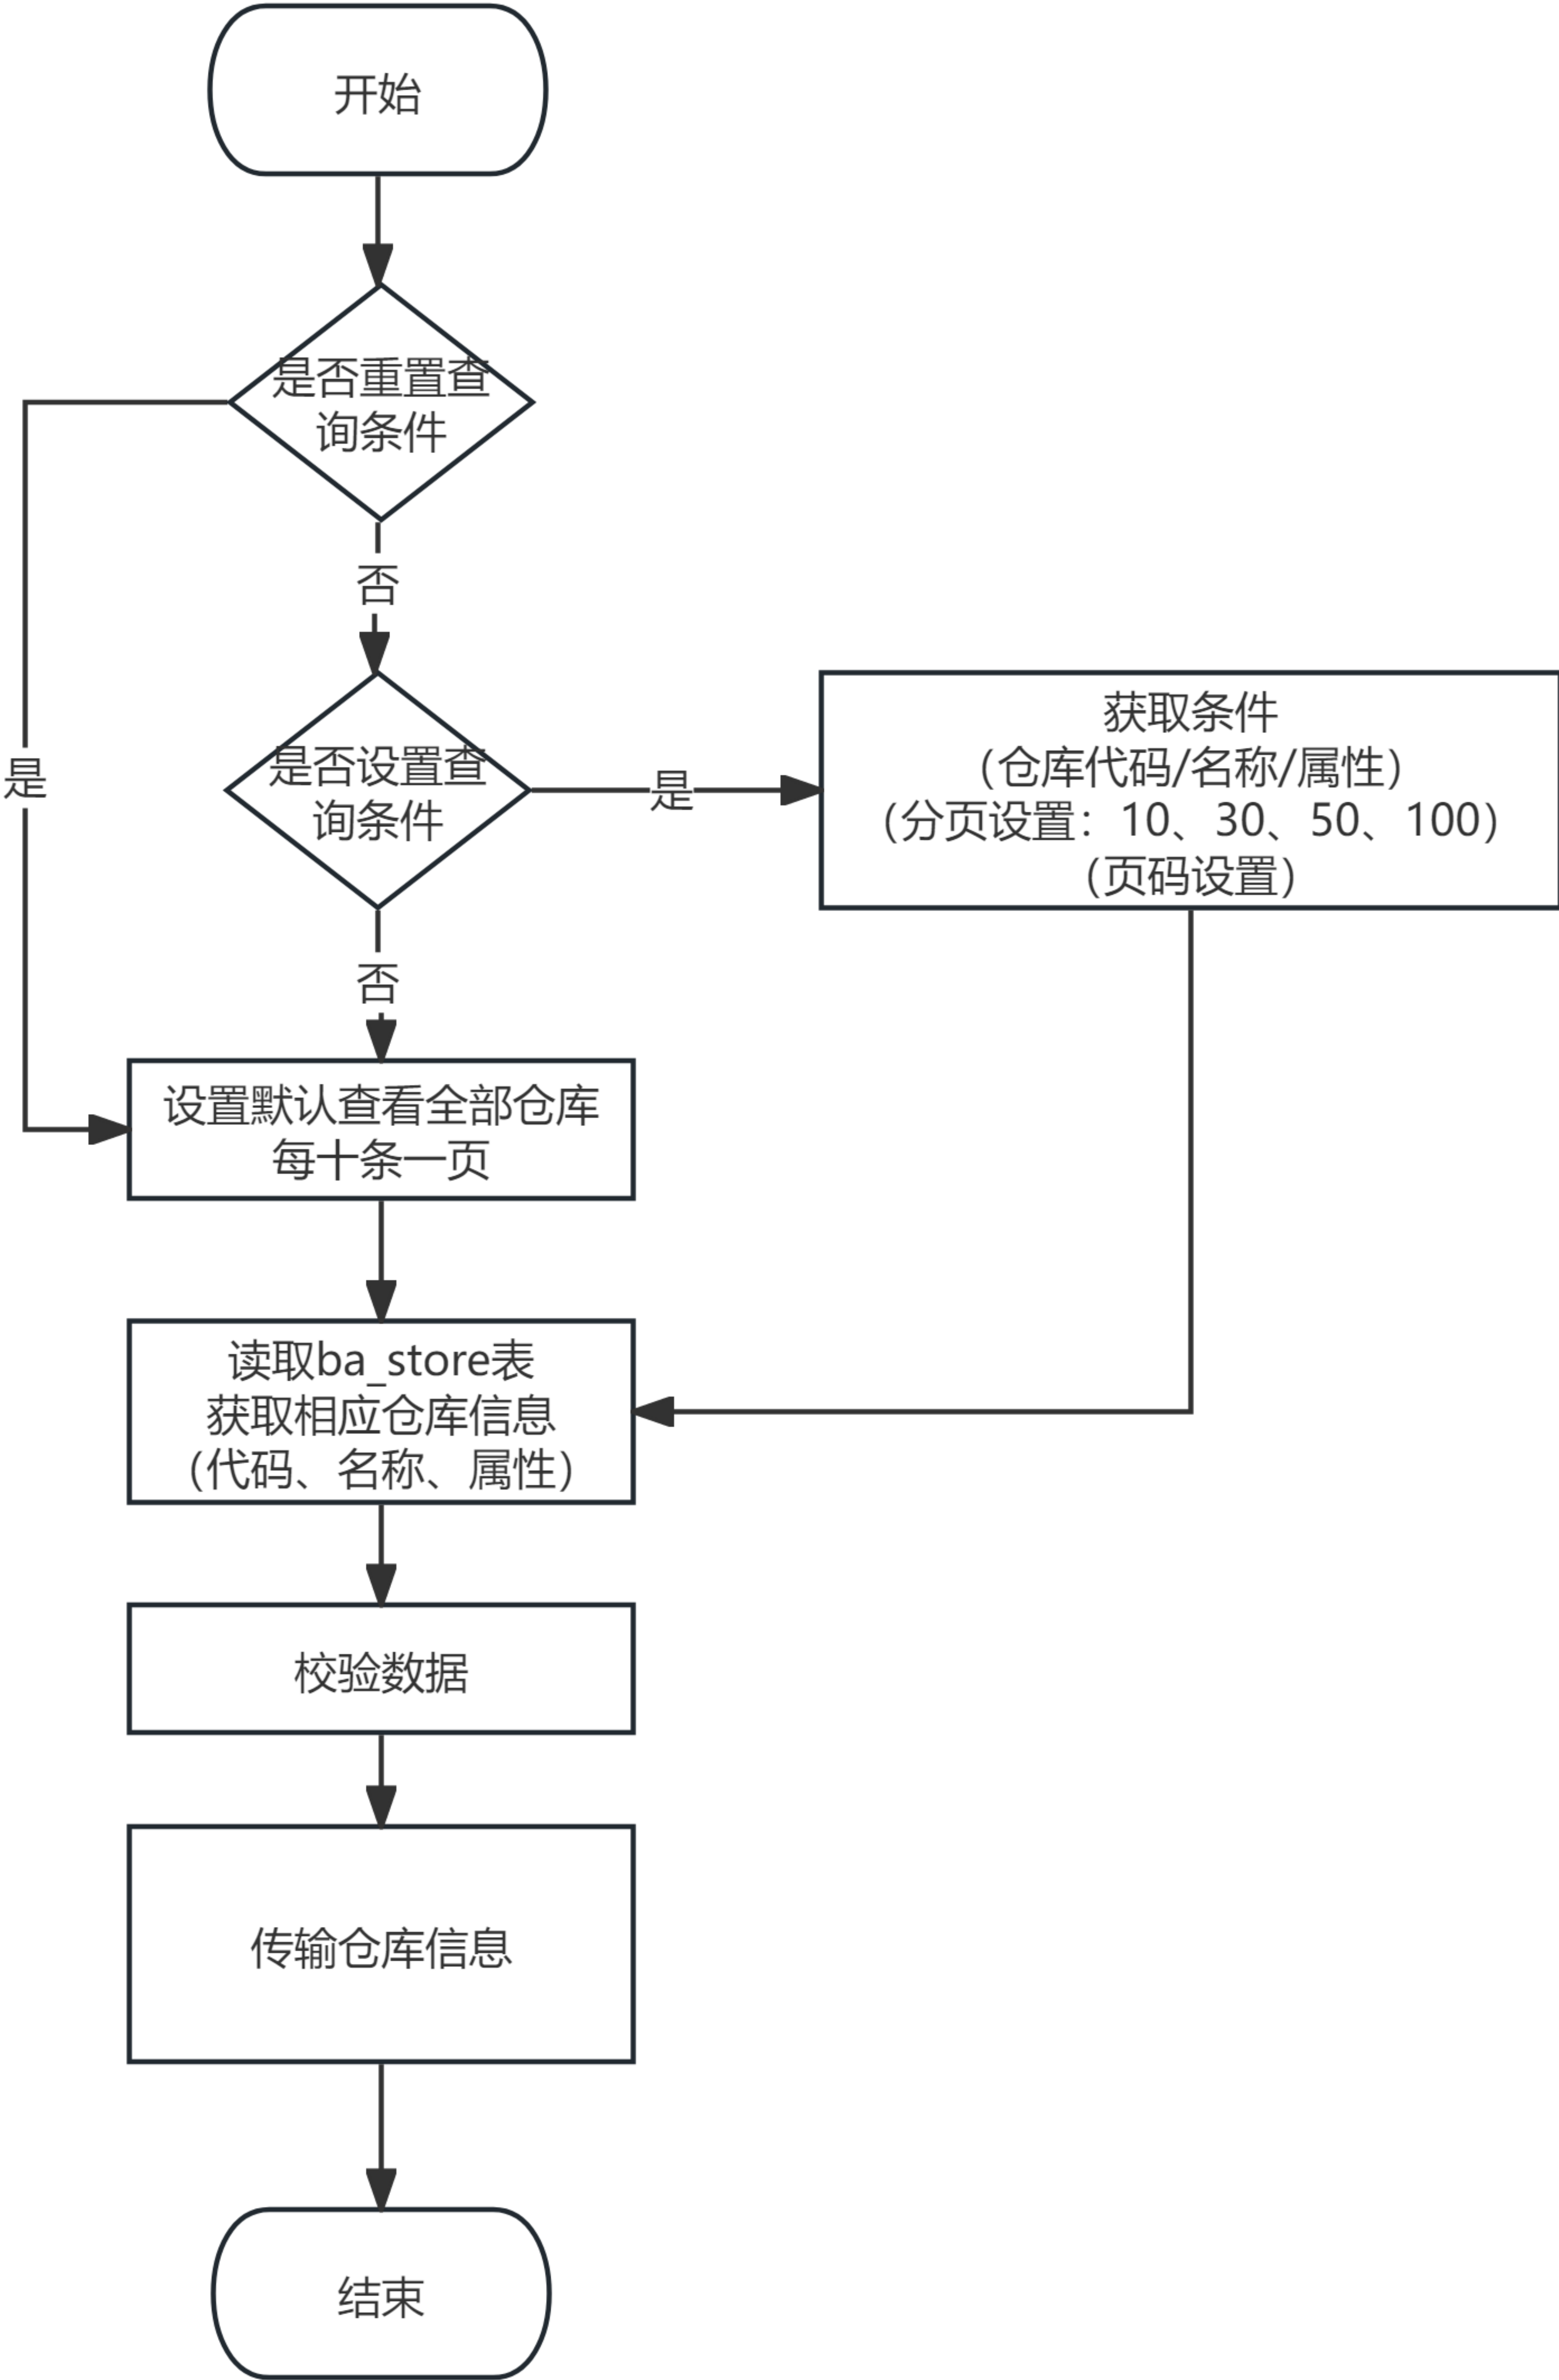 开始
是否重置查
询条件
否
是否设置查
询条件
是
是
获取条件
（仓库代码/名称/属性）
（分页设置：10、30、50、100）
（页码设置）
否
设置默认查看全部仓库
每十条一页
读取ba_store表
获取相应仓库信息
（代码、名称、属性）
校验数据
传输仓库信息
结束